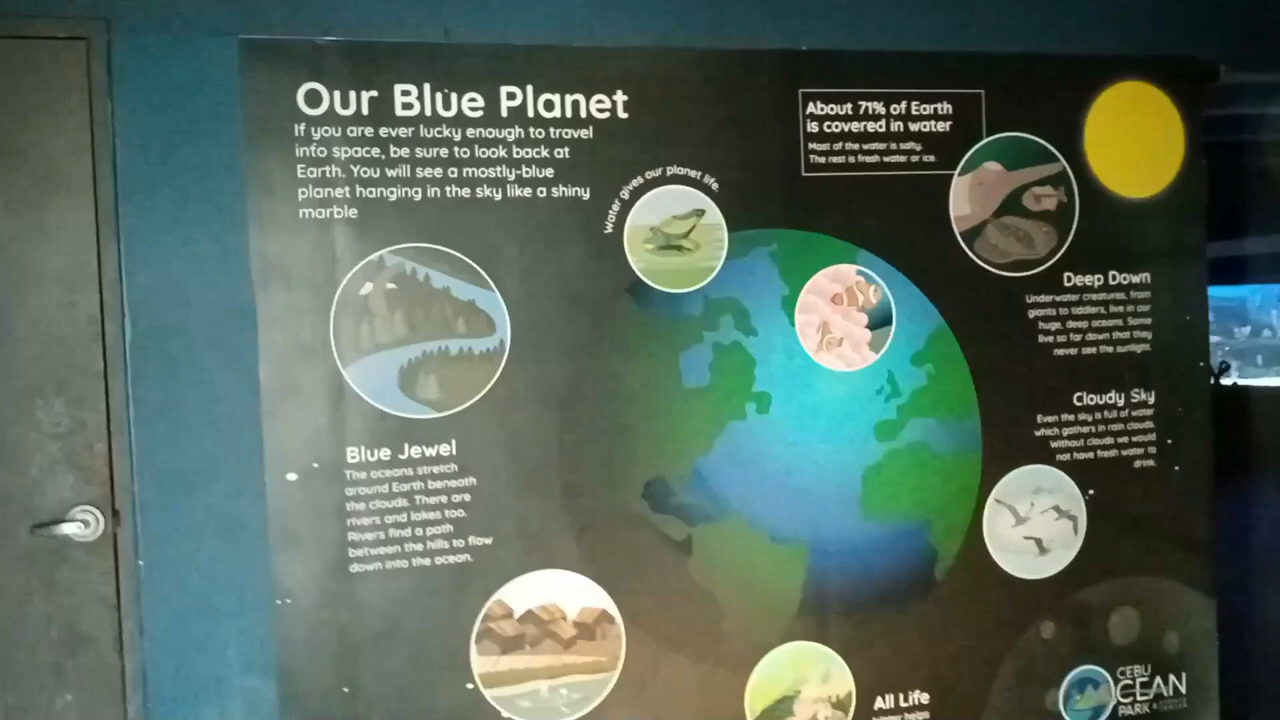 Our Blue Planet
If you are ever lucky enough to travel
into space, be sure to look back at
Earth. You will see a mostly-blue
planet hanging in the sky like a shiny
marble
Water gives our planet life.
About 71% of Earth
is covered in water
Most of the water is salty.
The rest is fresh water or ice.
Deep Down
Underwater creatures, from
giants to tiddlers, live in our
huge, deep oceans. Some
live so far down that they
never see the sunlight.
Cloudy Sky
Even the sky is full of water
which gathers in rain clouds.
Without clouds we would
not have fresh water to
drink.
Blue Jewel
The oceans stretch
around Earth beneath
the clouds. There are
rivers and lakes too.
Rivers find a path
between the hills to flow
down into the ocean.
All Life
Water helps
CEBU
OCEAN
PARK